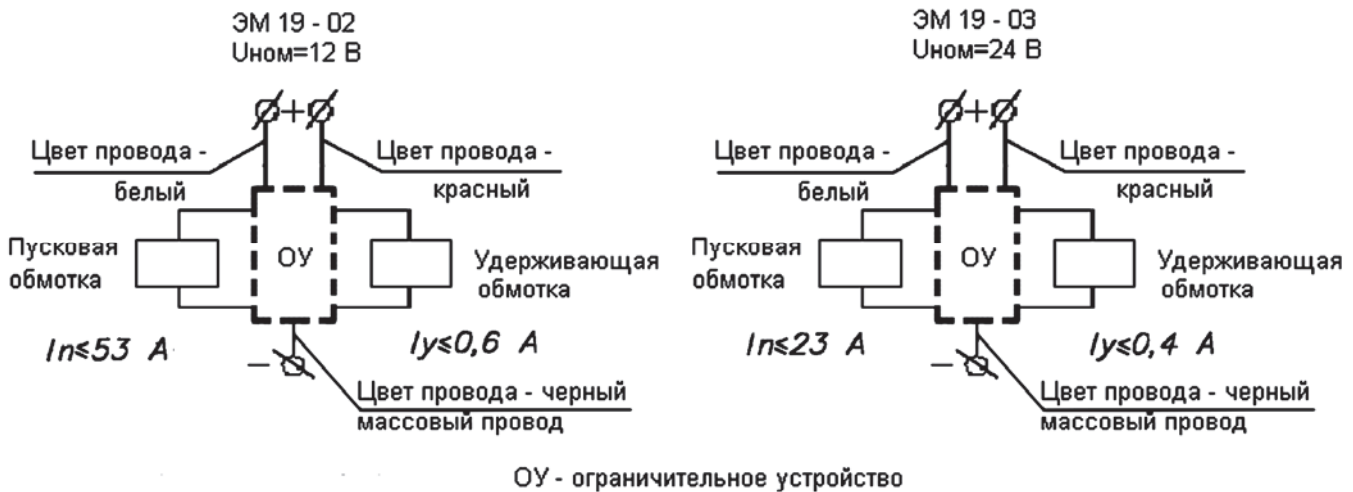 ЭМ 19 - 02
Uном=12 В
+
Цвет провода -
белый
Цвет провода -
красный
Пусковая
обмотка
ОУ
Удерживающая
обмотка
Iп≤53 А
Iу≤0,6 А
−
Цвет провода - черный
массовый провод
ЭМ 19 - 03
Uном=24 В
+
Цвет провода -
белый
Цвет провода -
красный
Пусковая
обмотка
ОУ
Удерживающая
обмотка
Iп≤23 А
Iу≤0,4 А
−
Цвет провода - черный
массовый провод
ОУ - ограничительное устройство